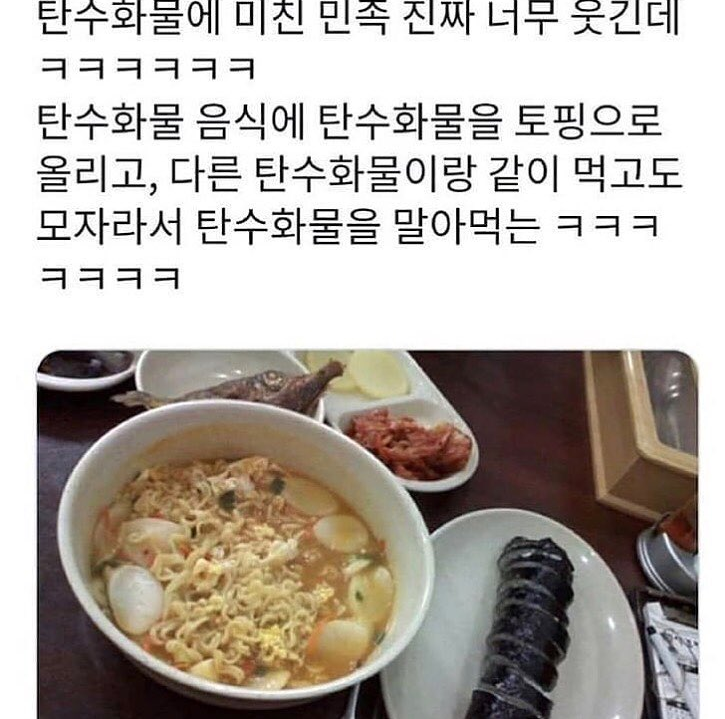 탄수화물에 미친 민족 진짜 너무 웃긴데
ㅋㅋㅋㅋㅋㅋ
탄수화물 음식에 탄수화물을 토핑으로
올리고, 다른 탄수화물이랑 같이 먹고도
모자라서 탄수화물을 말아먹는 ㅋㅋㅋ
ㅋㅋㅋㅋ